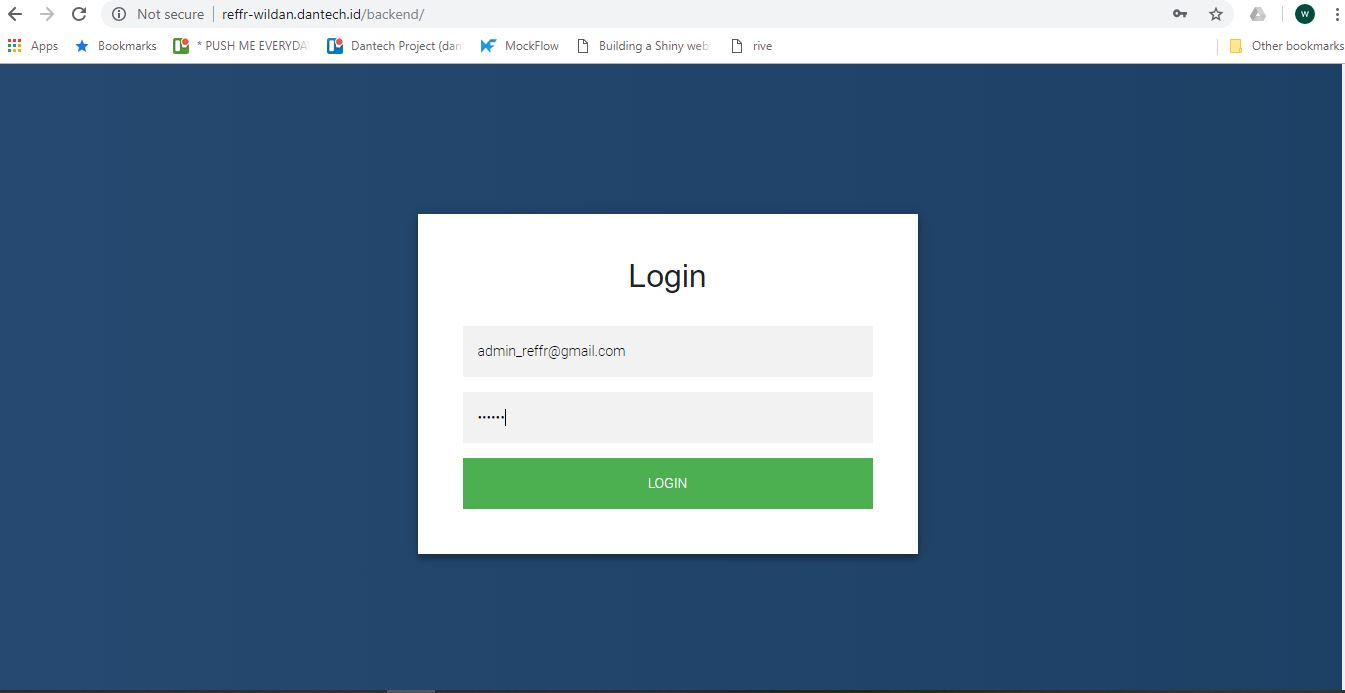 Not secure reffr-wildan.dantech.id/backend/ w
Apps Bookmarks * PUSH ME EVERYDA Dantech Project (dan MockFlow Building a Shiny web rive Other bookmarks
Login
admin_reffr@gmail.com
••••••
LOGIN